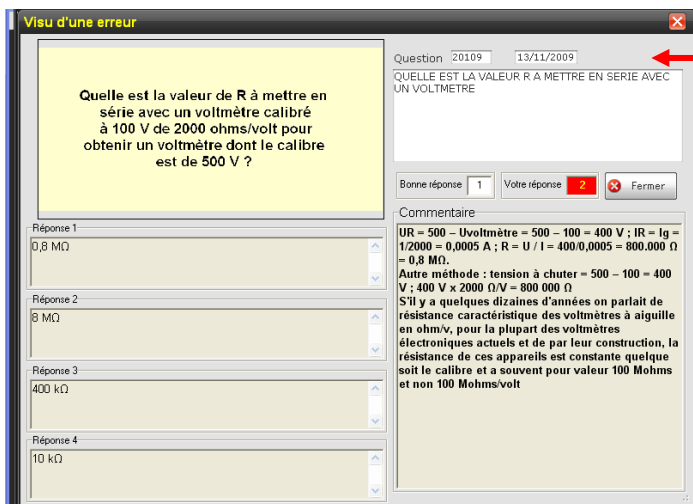 Visu d'une erreur
Quelle est la valeur de R à mettre en
série avec un voltmètre calibré
à 100 V de 2000 ohms/volt pour
obtenir un voltmètre dont le calibre
est de 500 V ?
Question 20109 13/11/2009
QUELLE EST LA VALEUR R A METTRE EN SERIE AVEC
UN VOLTMETRE
Bonne réponse 1 Votre réponse 2 Fermer
Réponse 1
0,8 MΩ
Réponse 2
8 MΩ
Réponse 3
400 kΩ
Réponse 4
10 kΩ
Commentaire
UR = 500 – Uvoltmètre = 500 – 100 = 400 V ; IR = Ig =
1/2000 = 0,0005 A ; R = U / I = 400/0,0005 = 800.000 Ω
= 0,8 MΩ.
Autre méthode : tension à chuter = 500 – 100 = 400
V ; 400 V x 2000 Ω/V = 800 000 Ω
S'il y a quelques dizaines d'années on parlait de
résistance caractéristique des voltmètres à aiguille
en ohm/v, pour la plupart des voltmètres
électroniques actuels et de par leur construction, la
résistance de ces appareils est constante quelque
soit le calibre et a souvent pour valeur 100 Mohms
et non 100 Mohms/volt